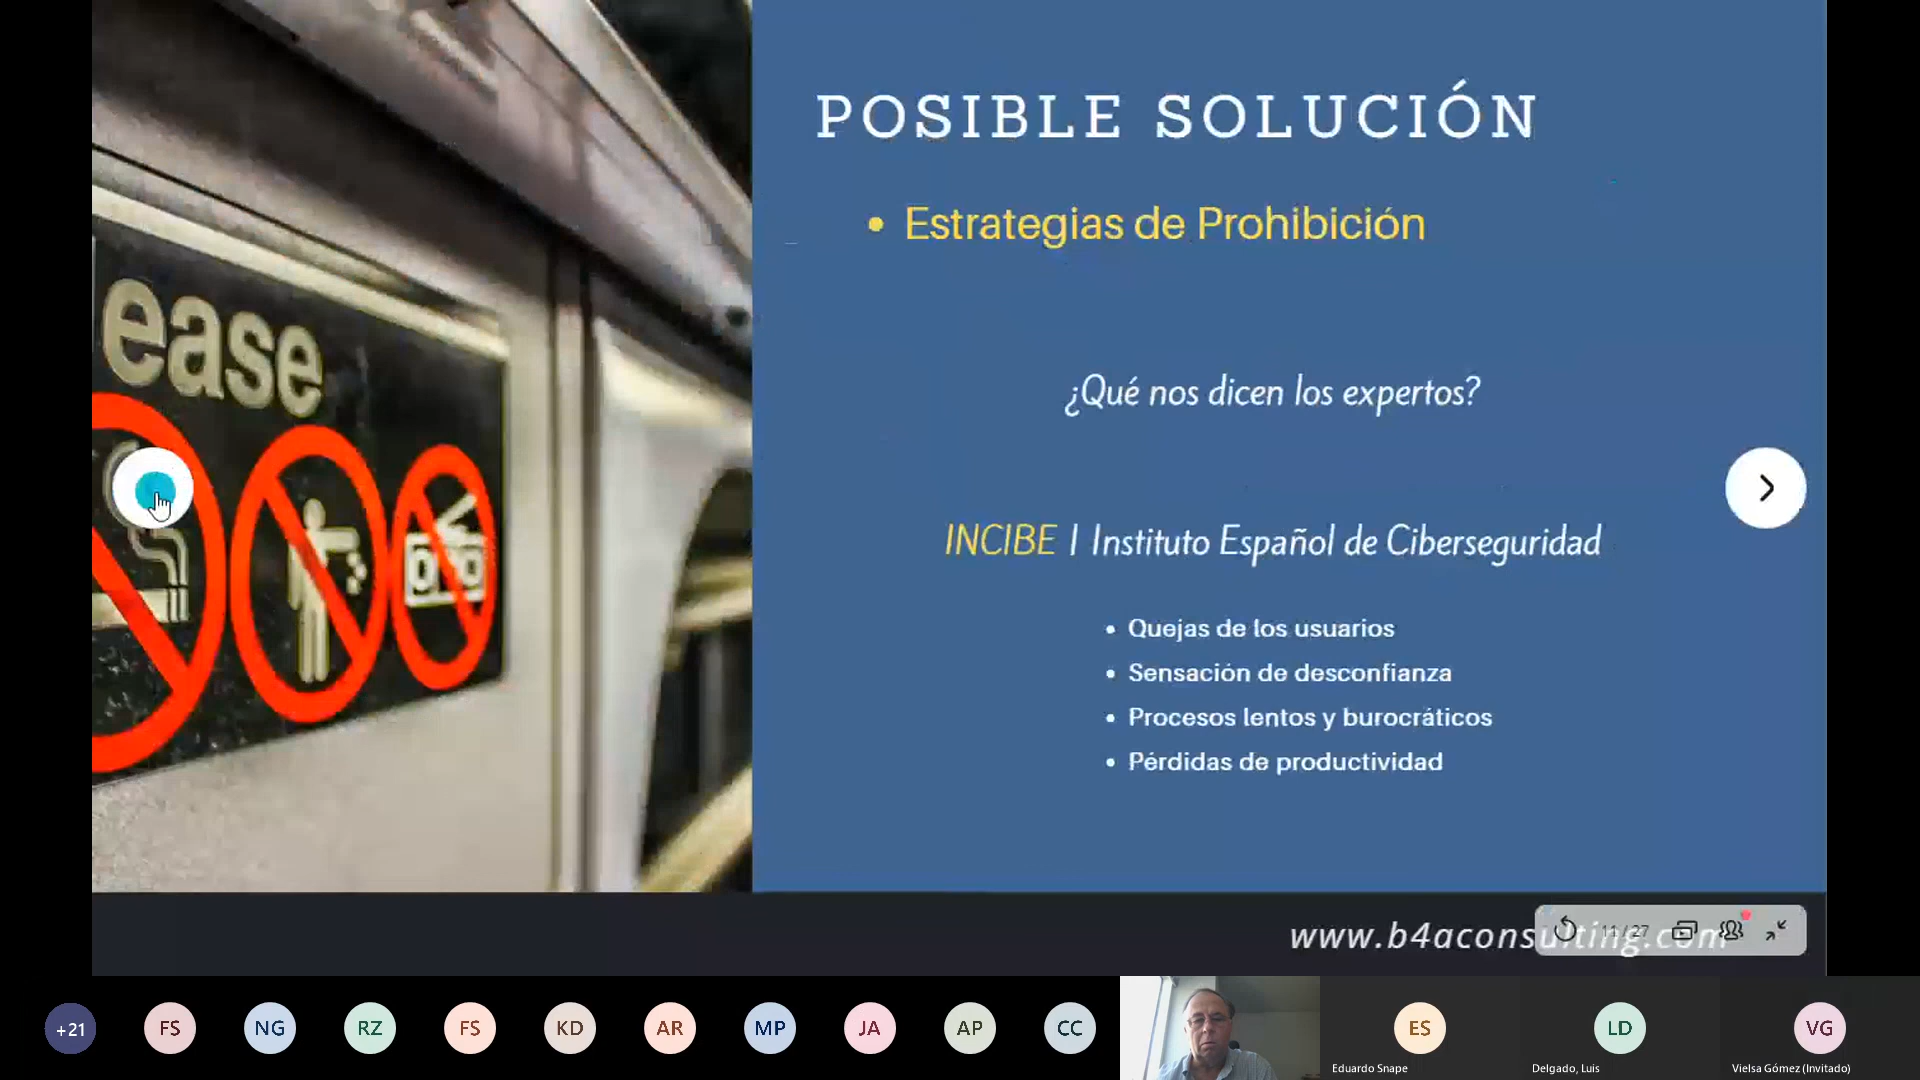 ease
POSIBLE SOLUCIÓN
• Estrategias de Prohibición
¿Qué nos dicen los expertos?
INCIBE | Instituto Español de Ciberseguridad
• Quejas de los usuarios
• Sensación de desconfianza
• Procesos lentos y burocráticos
• Pérdidas de productividad
www.b4aconsulting.com
11 / 27
+21
FS
NG
RZ
FS
KD
AR
MP
JA
AP
CC
ES
LD
VG
Eduardo Snape
Delgado, Luis
Vielsa Gómez (Invitado)